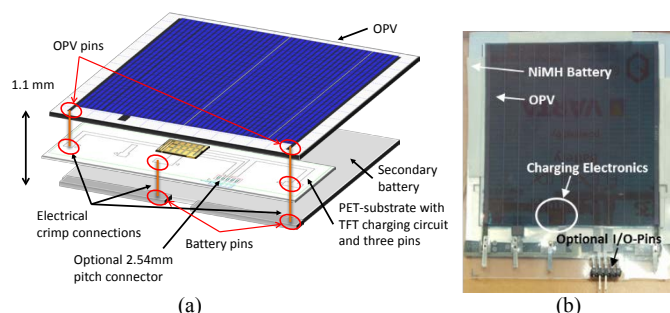 OPV pins
OPV
1.1 mm
Secondary
battery
Electrical
crimp connections
Battery pins
PET-substrate with
TFT charging circuit
and three pins
Optional 2.54mm
pitch connector
(a)
NiMH Battery
OPV
Charging Electronics
Optional I/O-Pins
(b)